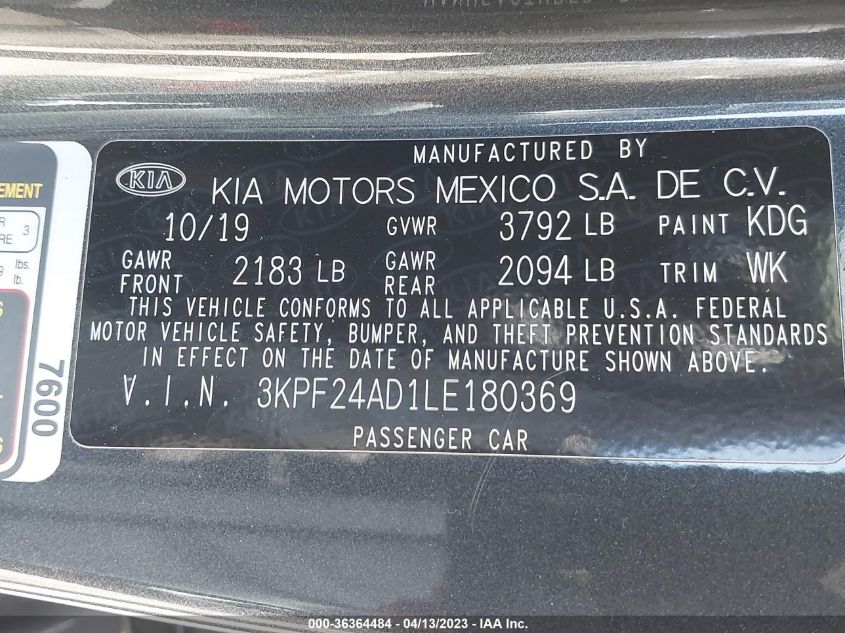 MANUFACTURED BY
KIA KIA MOTORS MEXICO S.A. DE C.V.
10/19 GVWR 3792 LB PAINT KDG
GAWR FRONT 2183 LB GAWR REAR 2094 LB TRIM WK
THIS VEHICLE CONFORMS TO ALL APPLICABLE U.S.A. FEDERAL
MOTOR VEHICLE SAFETY, BUMPER, AND THEFT PREVENTION STANDARDS
IN EFFECT ON THE DATE OF MANUFACTURE SHOWN ABOVE.
V.I.N. 3KPF24AD1LE180369
PASSENGER CAR
EMENT
3
lbs.
lb.
7600
000-36364484 - 04/13/2023 - © IAA Inc.